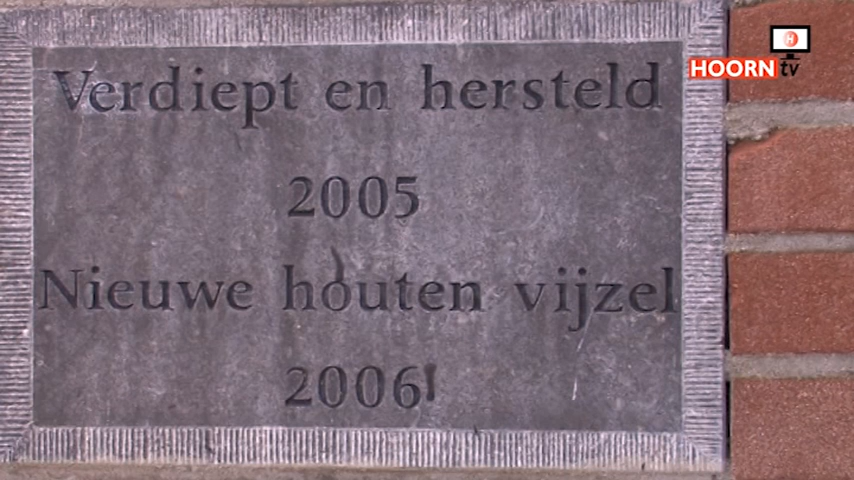 Verdiept en hersteld
2005
Nieuwe houten vijzel
2006
H
HOORN tv